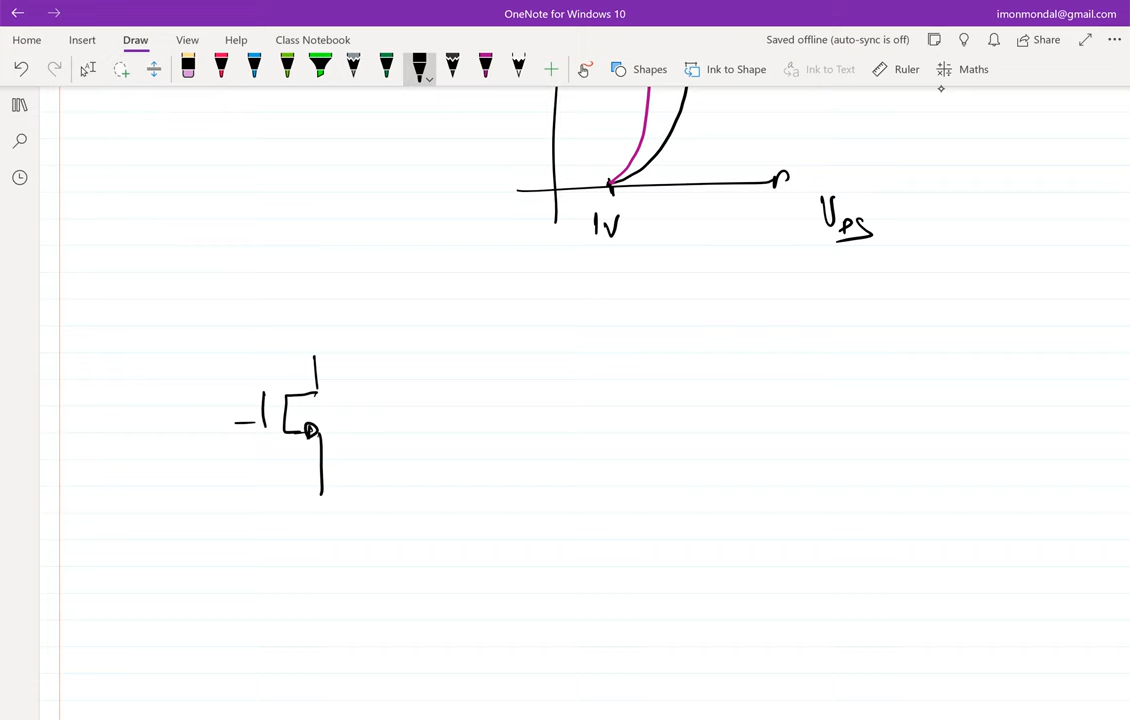 OneNote for Windows 10
imonmondal@gmail.com
Home Insert Draw View Help Class Notebook
Saved offline (auto-sync is off) Share
Shapes Ink to Shape Ink to Text Ruler Maths
1V